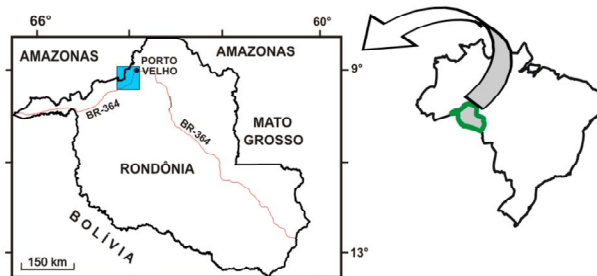 66°
60°
AMAZONAS
AMAZONAS
PORTO
VELHO
9°
BR-364
BR-364
MATO
GROSSO
RONDÔNIA
BOLÍVIA
150 km
13°